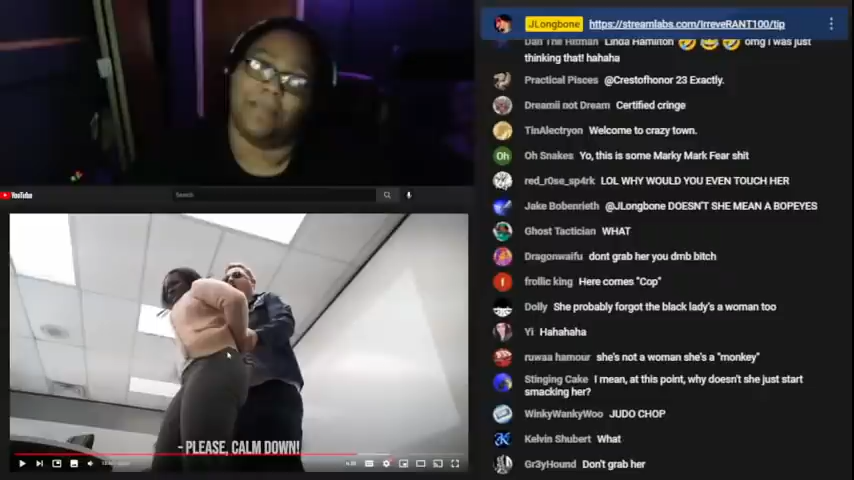 JLongbone https://streamlabs.com/IrreveRANT100/tip
Dan The Hitman Linda Hamilton 🤣😂🤣 omg I was just
thinking that! hahaha
Practical Pisces @Crestofhonor 23 Exactly.
Dreamii not Dream Certified cringe
TinAlectryon Welcome to crazy town.
Oh Oh Snakes Yo, this is some Marky Mark Fear shit
red_r0se_sp4rk LOL WHY WOULD YOU EVEN TOUCH HER
Jake Bobenrieth @JLongbone DOESN'T SHE MEAN A BOPEYES
Ghost Tactician WHAT
Dragonwaifu dont grab her you dmb bitch
frollic king Here comes "Cop"
Dolly She probably forgot the black lady's a woman too
Yi Hahahaha
ruwaa hamour she's not a woman she's a "monkey"
Stinging Cake I mean, at this point, why doesn't she just start
smacking her?
WinkyWankyWoo JUDO CHOP
Kelvin Shubert What
Gr3yHound Don't grab her
YouTube
Search
- PLEASE, CALM DOWN!